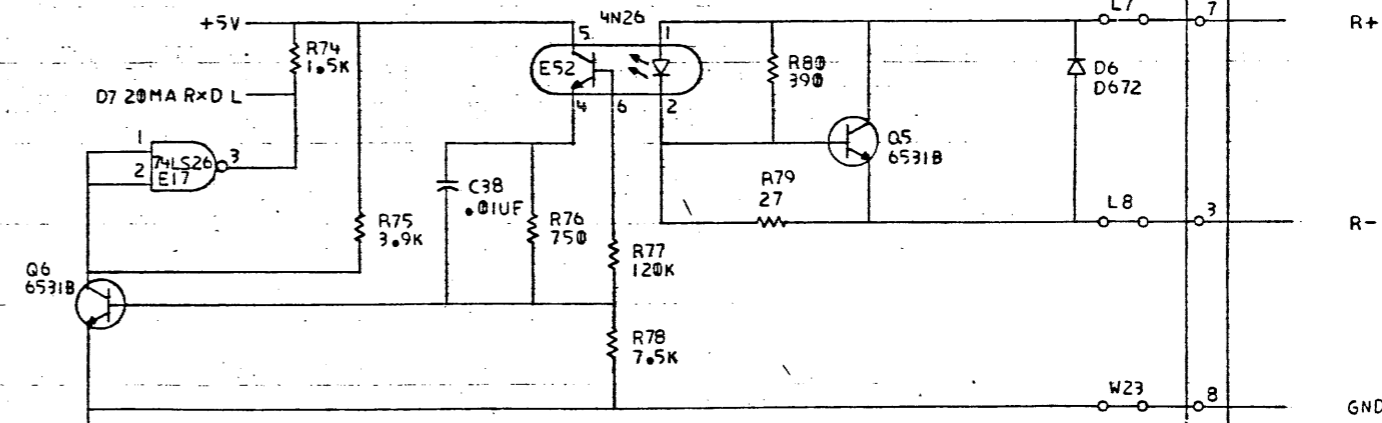 +5V
4N26
L7
7
R+
5
1
R74
1.5K
E52
R80
390
D6
D672
D7 20MA RxD L
4
6
2
1
2
74LS26
E17
3
Q5
6531B
C38
.01UF
R79
27
L8
3
R-
R75
3.9K
R76
750
R77
120K
Q6
6531B
R78
7.5K
W23
8
GND